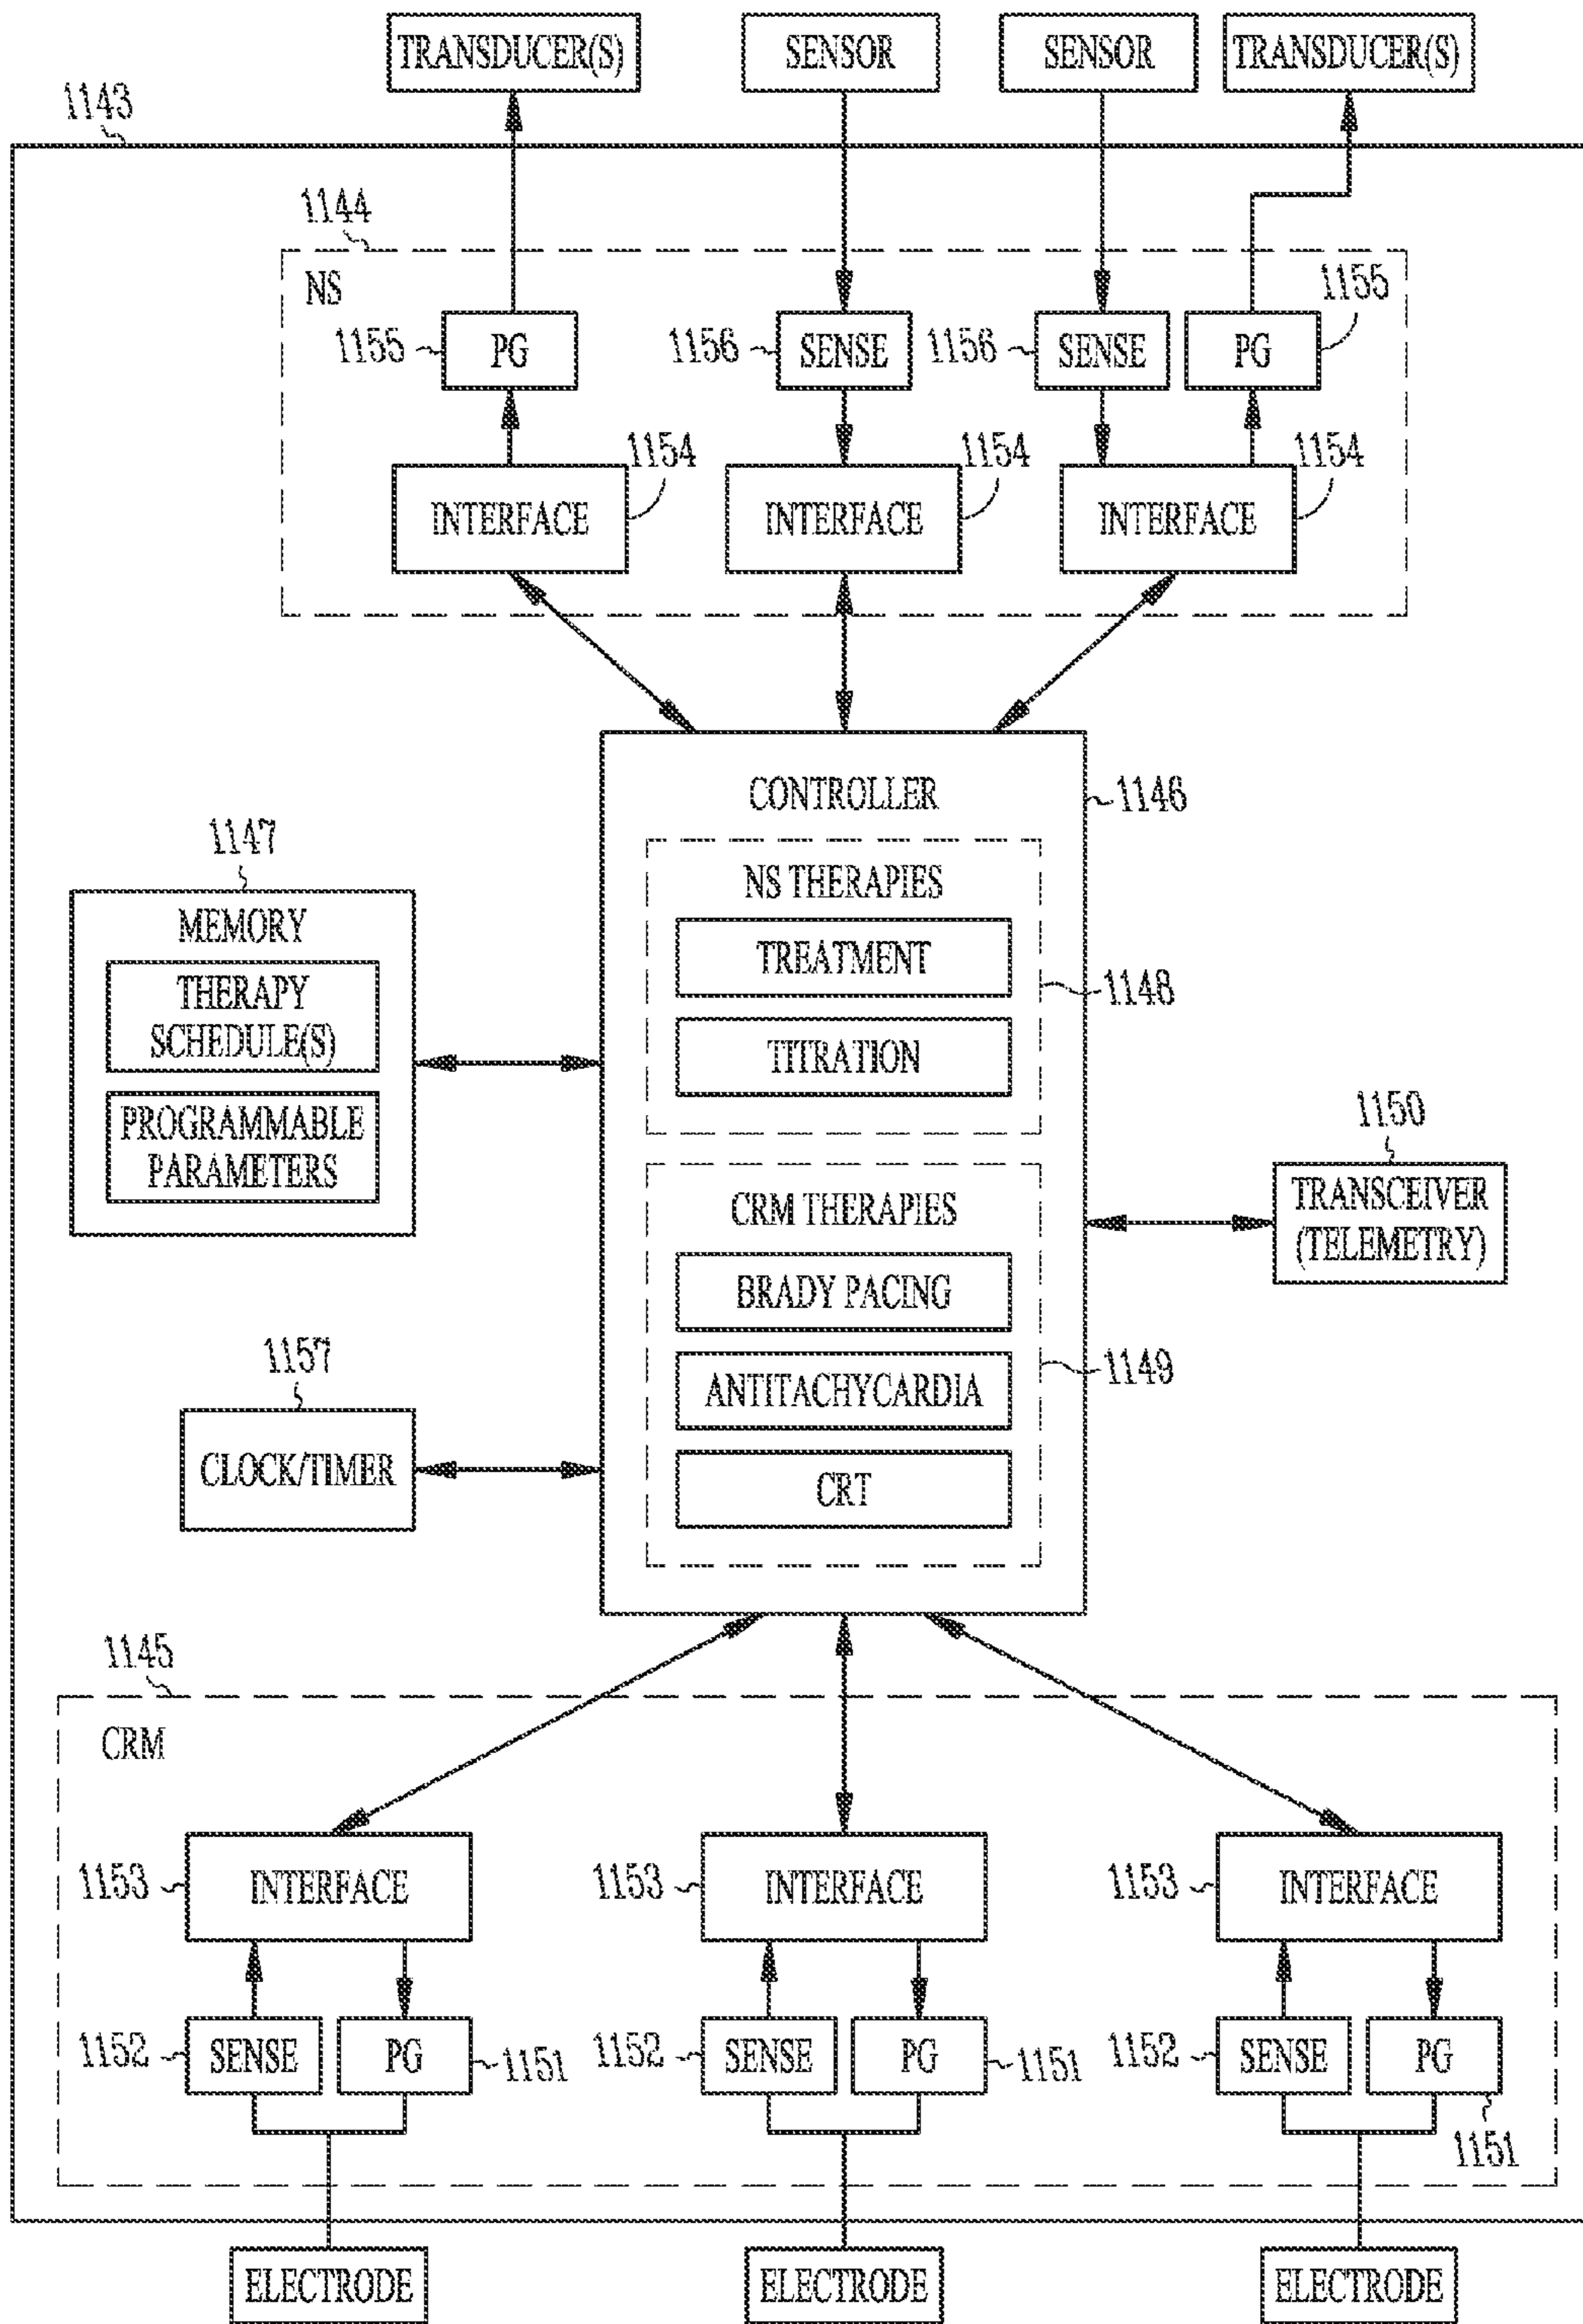 TRANSDUCER(S)
SENSOR
SENSOR
TRANSDUCER(S)
1143
1144
NS
1155
PG
1156
SENSE
1156
SENSE
PG
1155
1154
1154
1154
INTERFACE
INTERFACE
INTERFACE
CONTROLLER
1146
NS THERAPIES
TREATMENT
TITRATION
1148
1147
MEMORY
THERAPY
SCHEDULE(S)
PROGRAMMABLE
PARAMETERS
1150
TRANSCEIVER
(TELEMETRY)
CRM THERAPIES
BRADY PACING
ANTITACHYCARDIA
CRT
1149
1157
CLOCK/TIMER
1145
CRM
1153
INTERFACE
1153
INTERFACE
1153
INTERFACE
1152
SENSE
PG
1151
1152
SENSE
PG
1151
1152
SENSE
PG
1151
ELECTRODE
ELECTRODE
ELECTRODE